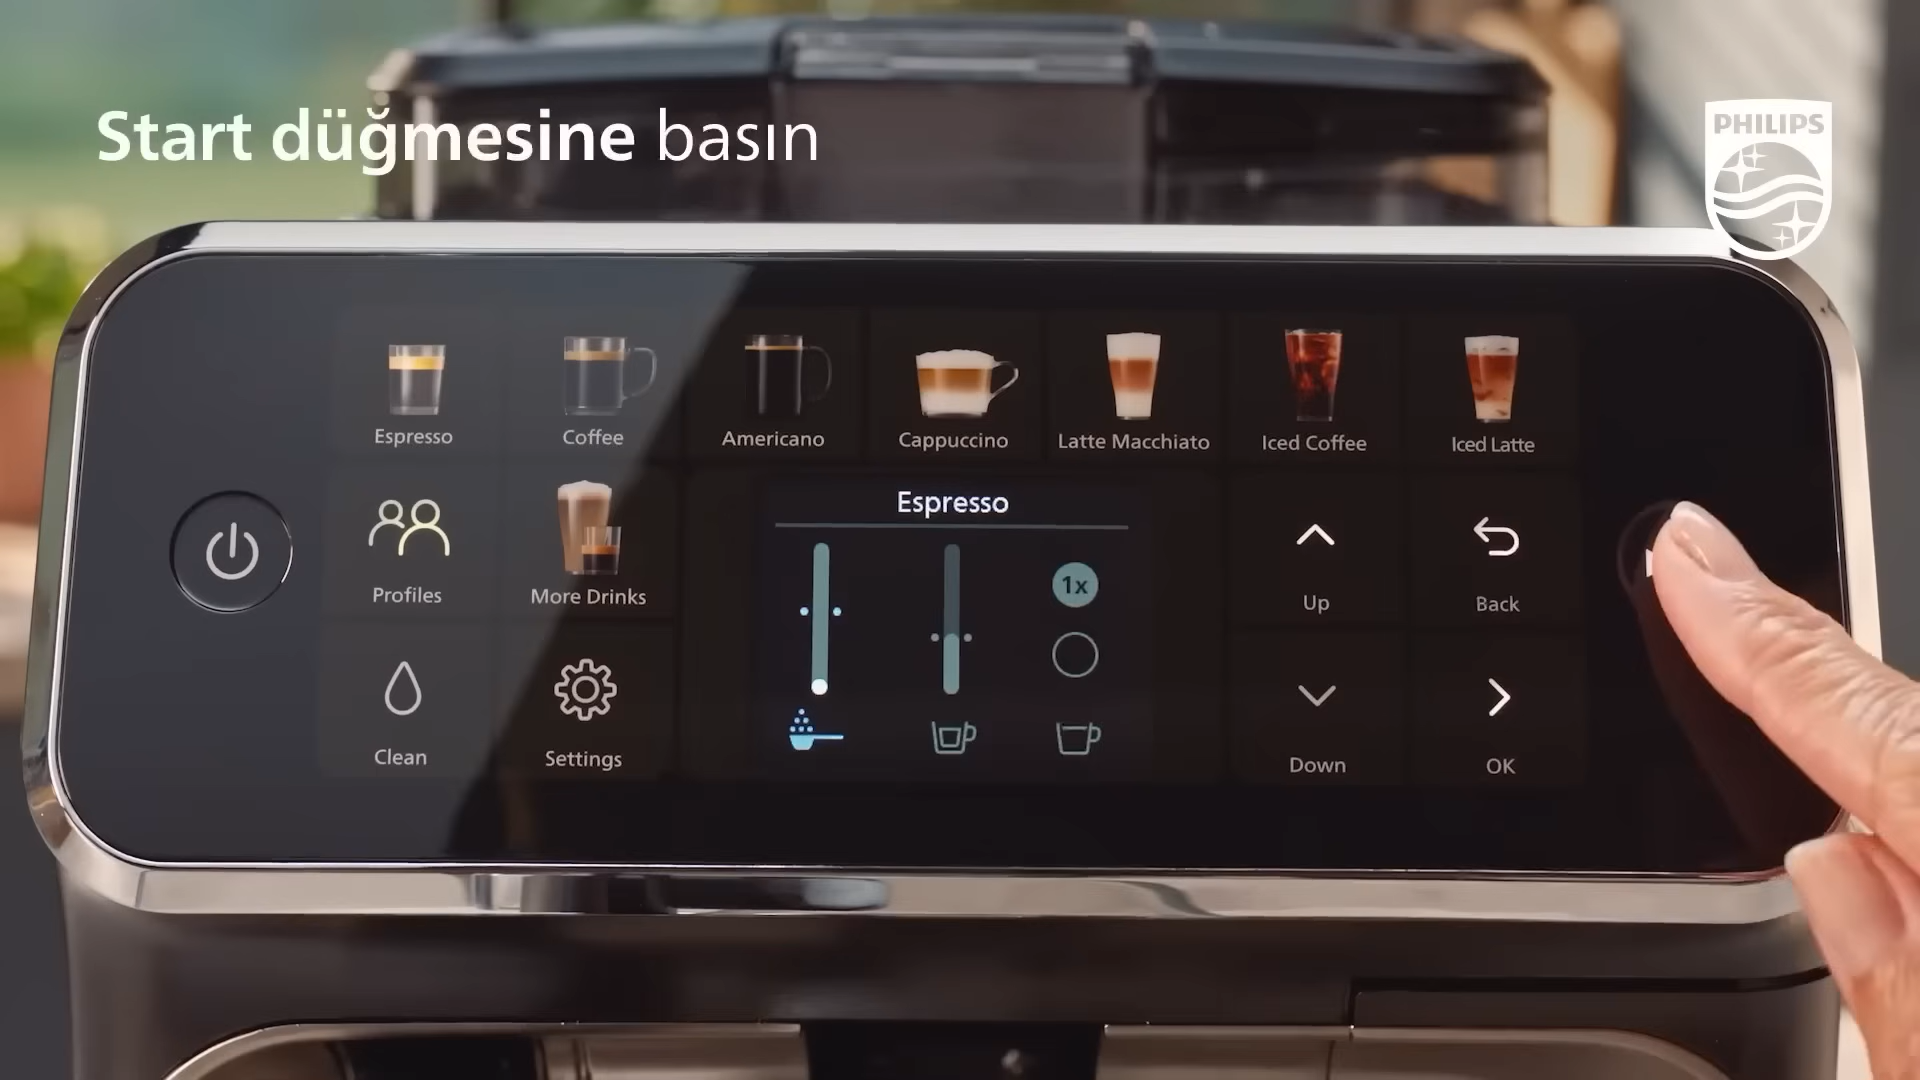 Start düğmesine basın
PHILIPS
Espresso
Coffee
Americano
Cappuccino
Latte Macchiato
Iced Coffee
Iced Latte
Profiles
More Drinks
Espresso
1x
Up
Back
Clean
Settings
Down
OK